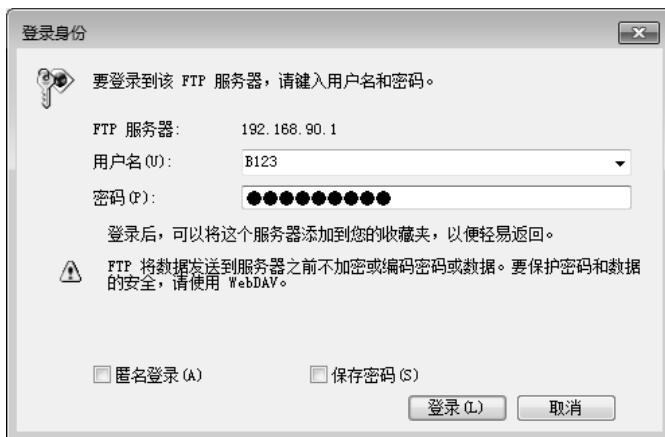 登录身份
要登录到该 FTP 服务器，请键入用户名和密码。
FTP 服务器: 192.168.90.1
用户名(U): B123
密码(P): ●●●●●●●●●
登录后，可以将这个服务器添加到您的收藏夹，以便轻易返回。
FTP 将数据发送到服务器之前不加密或编码密码或数据。要保护密码和数据
的安全，请使用 WebDAV。
匿名登录(A) 保存密码(S)
登录(L) 取消